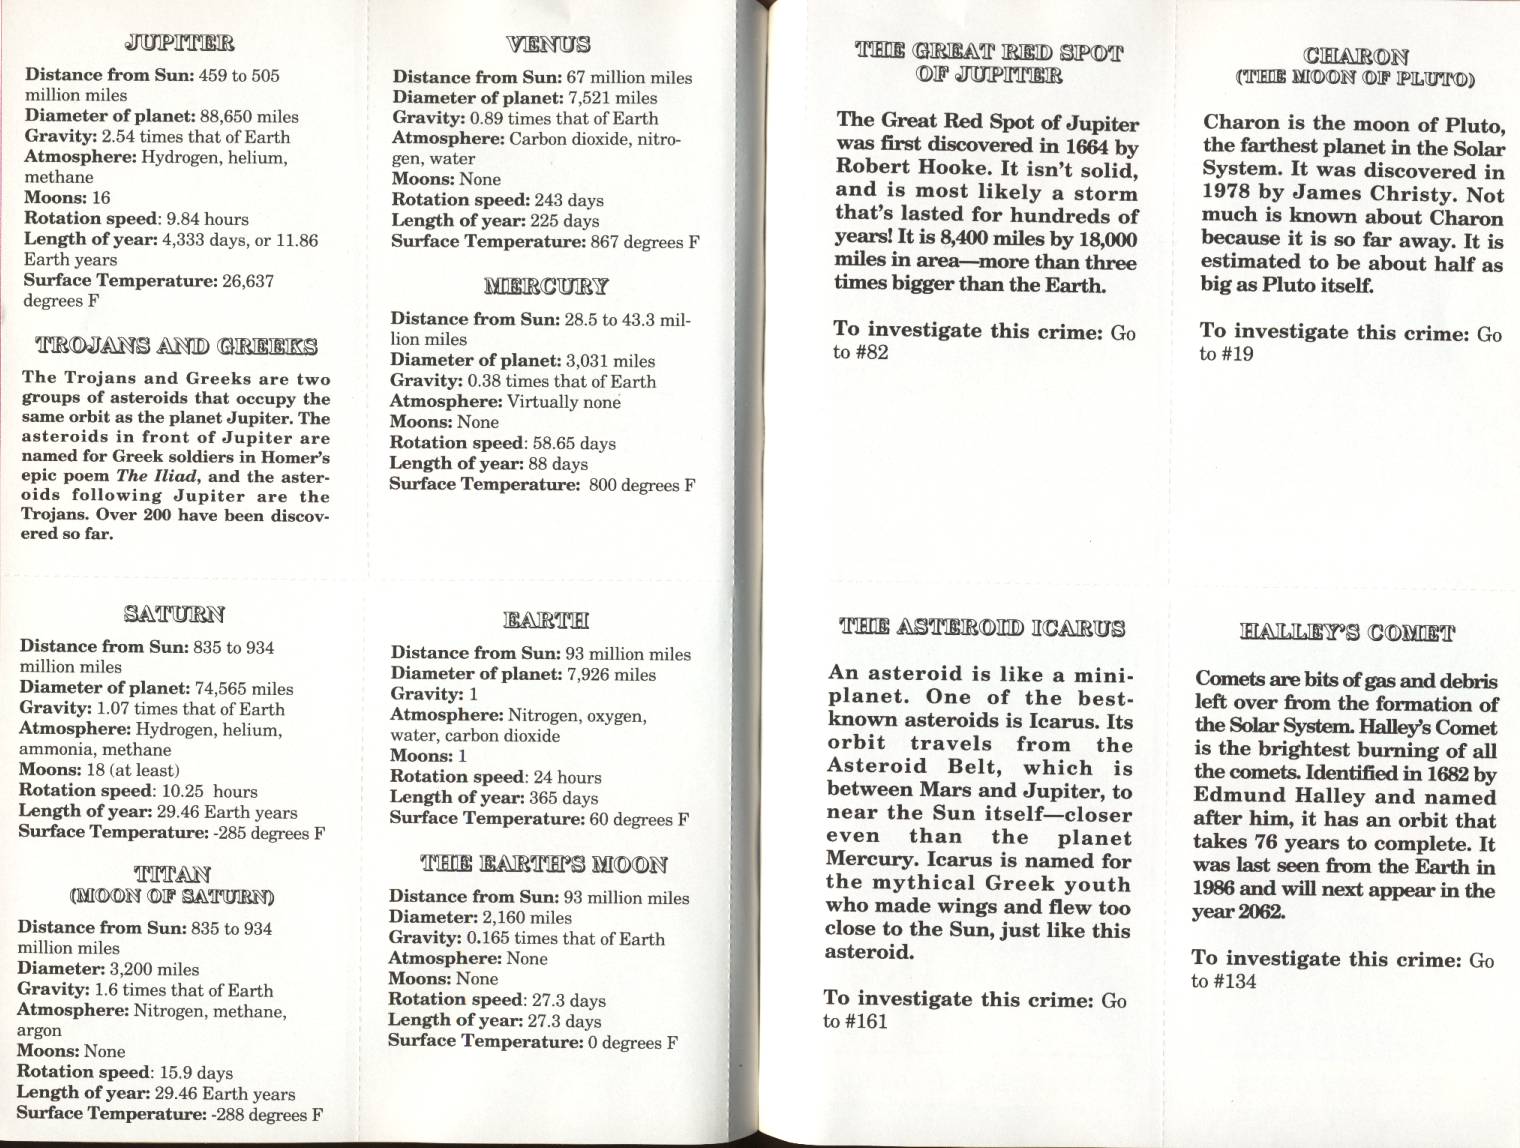 JUPITER
Distance from Sun: 459 to 505
million miles
Diameter of planet: 88,650 miles
Gravity: 2.54 times that of Earth
Atmosphere: Hydrogen, helium,
methane
Moons: 16
Rotation speed: 9.84 hours
Length of year: 4,333 days, or 11.86
Earth years
Surface Temperature: 26,637
degrees F
TROJANS AND GREEKS
The Trojans and Greeks are two
groups of asteroids that occupy the
same orbit as the planet Jupiter. The
asteroids in front of Jupiter are
named for Greek soldiers in Homer's
epic poem The Iliad, and the aster-
oids following Jupiter are the
Trojans. Over 200 have been discov-
ered so far.
SATURN
Distance from Sun: 835 to 934
million miles
Diameter of planet: 74,565 miles
Gravity: 1.07 times that of Earth
Atmosphere: Hydrogen, helium,
ammonia, methane
Moons: 18 (at least)
Rotation speed: 10.25 hours
Length of year: 29.46 Earth years
Surface Temperature: -285 degrees F
TITAN
(MOON OF SATURN)
Distance from Sun: 835 to 934
million miles
Diameter: 3,200 miles
Gravity: 1.6 times that of Earth
Atmosphere: Nitrogen, methane,
argon
Moons: None
Rotation speed: 15.9 days
Length of year: 29.46 Earth years
Surface Temperature: -288 degrees F
VENUS
Distance from Sun: 67 million miles
Diameter of planet: 7,521 miles
Gravity: 0.89 times that of Earth
Atmosphere: Carbon dioxide, nitro-
gen, water
Moons: None
Rotation speed: 243 days
Length of year: 225 days
Surface Temperature: 867 degrees F
MERCURY
Distance from Sun: 28.5 to 43.3 mil-
lion miles
Diameter of planet: 3,031 miles
Gravity: 0.38 times that of Earth
Atmosphere: Virtually none
Moons: None
Rotation speed: 58.65 days
Length of year: 88 days
Surface Temperature: 800 degrees F
EARTH
Distance from Sun: 93 million miles
Diameter of planet: 7,926 miles
Gravity: 1
Atmosphere: Nitrogen, oxygen,
water, carbon dioxide
Moons: 1
Rotation speed: 24 hours
Length of year: 365 days
Surface Temperature: 60 degrees F
THE EARTH'S MOON
Distance from Sun: 93 million miles
Diameter: 2,160 miles
Gravity: 0.165 times that of Earth
Atmosphere: None
Moons: None
Rotation speed: 27.3 days
Length of year: 27.3 days
Surface Temperature: 0 degrees F
THE GREAT RED SPOT
OF JUPITER
The Great Red Spot of Jupiter
was first discovered in 1664 by
Robert Hooke. It isn't solid,
and is most likely a storm
that's lasted for hundreds of
years! It is 8,400 miles by 18,000
miles in area—more than three
times bigger than the Earth.
To investigate this crime: Go
to #82
CHARON
(THE MOON OF PLUTO)
Charon is the moon of Pluto,
the farthest planet in the Solar
System. It was discovered in
1978 by James Christy. Not
much is known about Charon
because it is so far away. It is
estimated to be about half as
big as Pluto itself.
To investigate this crime: Go
to #19
THE ASTEROID ICARUS
An asteroid is like a mini-
planet. One of the best-
known asteroids is Icarus. Its
orbit travels from the
Asteroid Belt, which is
between Mars and Jupiter, to
near the Sun itself—closer
even than the planet
Mercury. Icarus is named for
the mythical Greek youth
who made wings and flew too
close to the Sun, just like this
asteroid.
To investigate this crime: Go
to #161
HALLEY'S COMET
Comets are bits of gas and debris
left over from the formation of
the Solar System. Halley's Comet
is the brightest burning of all
the comets. Identified in 1682 by
Edmund Halley and named
after him, it has an orbit that
takes 76 years to complete. It
was last seen from the Earth in
1986 and will next appear in the
year 2062.
To investigate this crime: Go
to #134